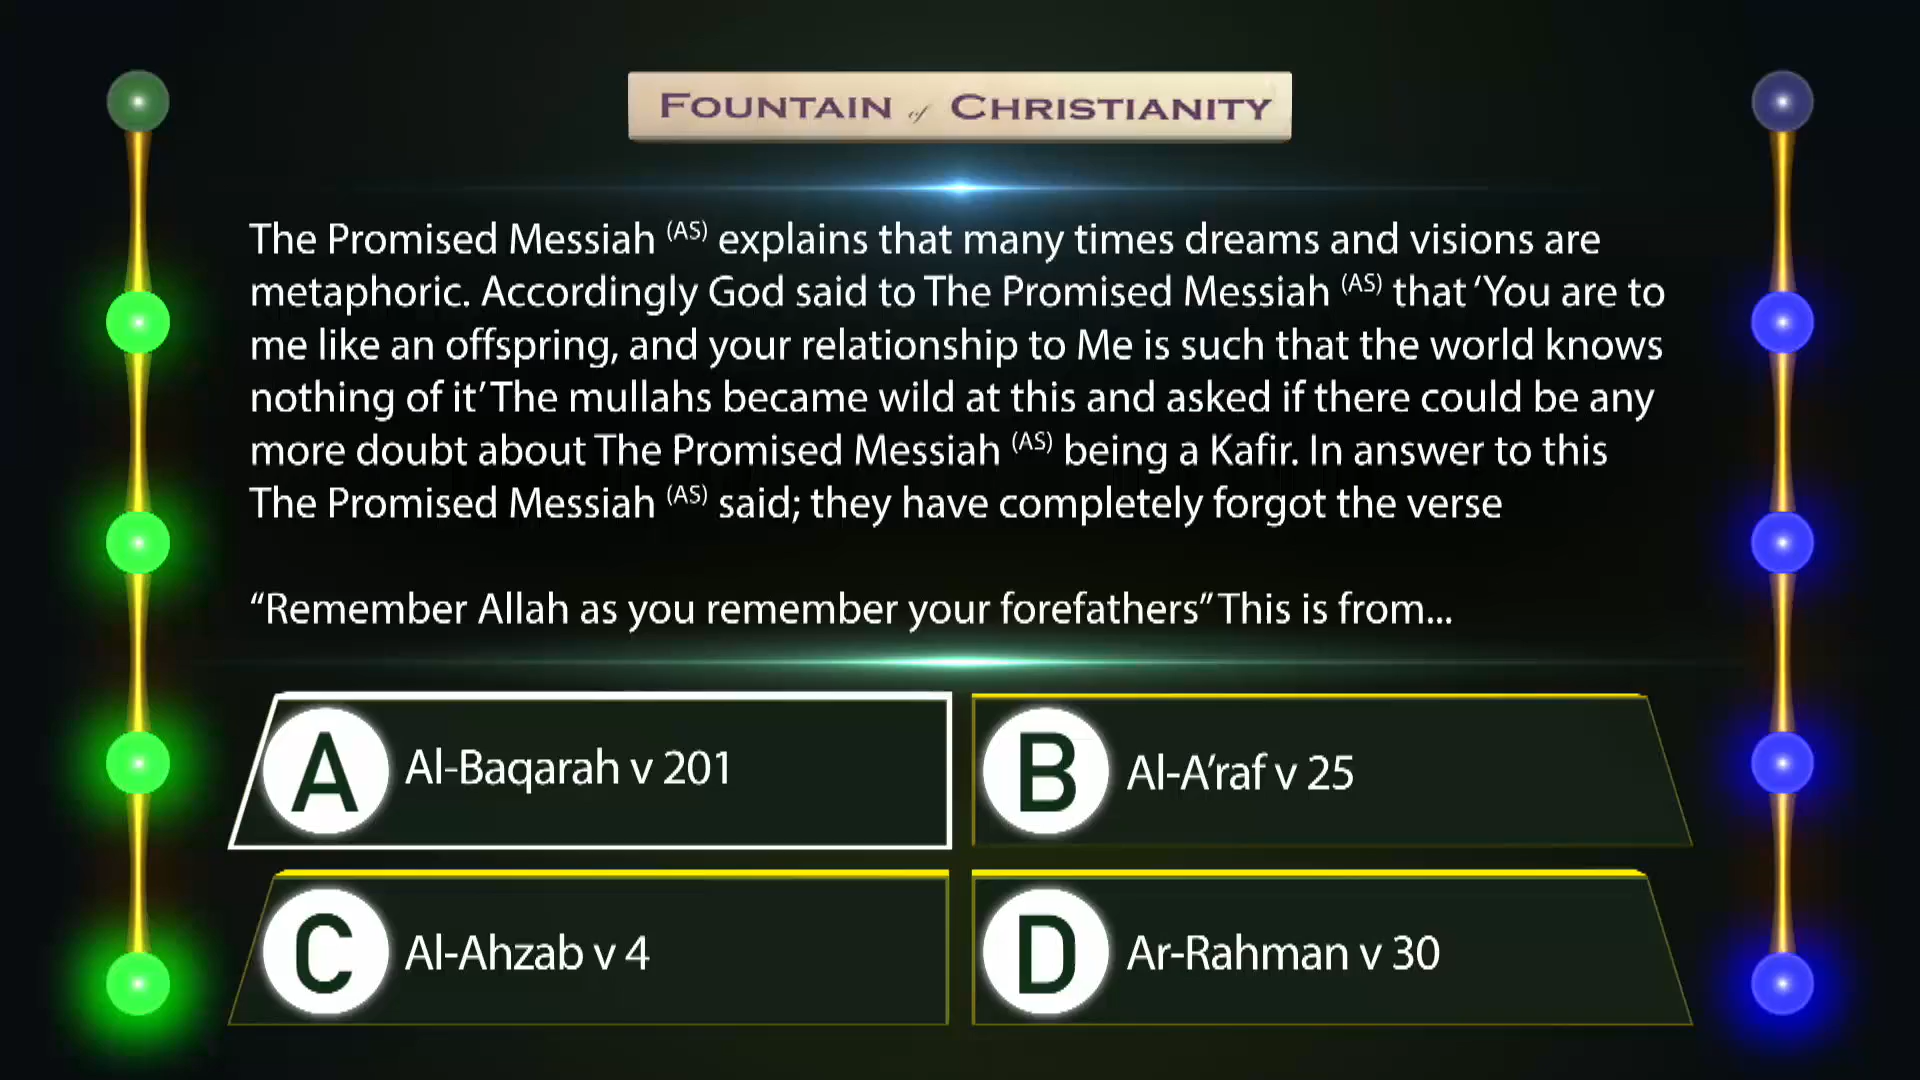 FOUNTAIN of CHRISTIANITY
The Promised Messiah (AS) explains that many times dreams and visions are
metaphoric. Accordingly God said to The Promised Messiah (AS) that ‘You are to
me like an offspring, and your relationship to Me is such that the world knows
nothing of it’ The mullahs became wild at this and asked if there could be any
more doubt about The Promised Messiah (AS) being a Kafir. In answer to this
The Promised Messiah (AS) said; they have completely forgot the verse
“Remember Allah as you remember your forefathers” This is from...
A Al-Baqarah v 201
B Al-A’raf v 25
C Al-Ahzab v 4
D Ar-Rahman v 30